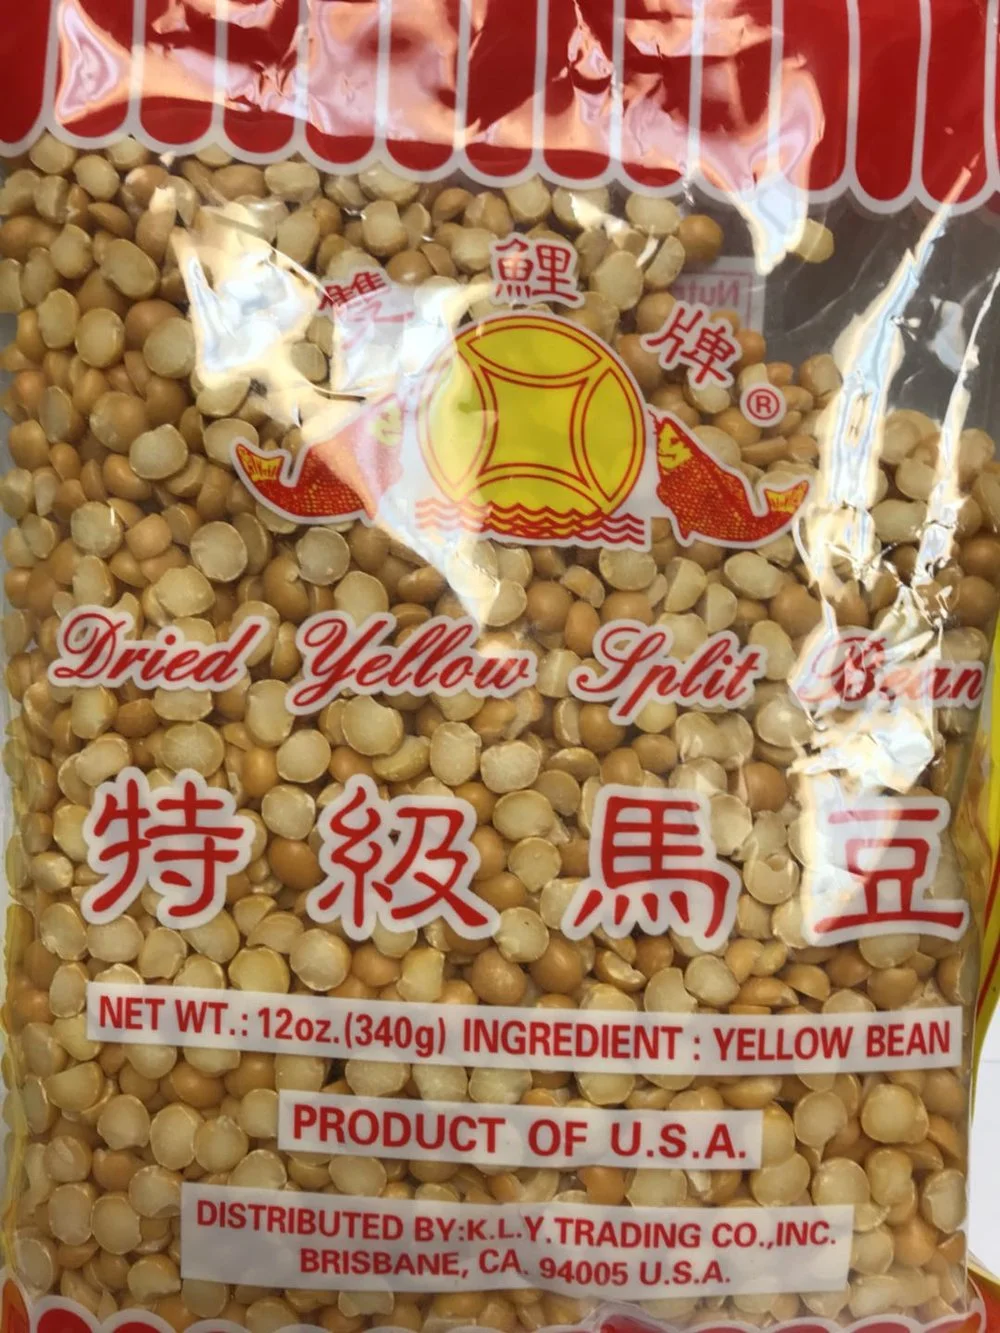 雙鯉牌®
Dried Yellow Split Bean
特級馬豆
NET WT.: 12oz.(340g) INGREDIENT : YELLOW BEAN
PRODUCT OF U.S.A.
DISTRIBUTED BY:K.L.Y.TRADING CO.,INC.
BRISBANE, CA. 94005 U.S.A.